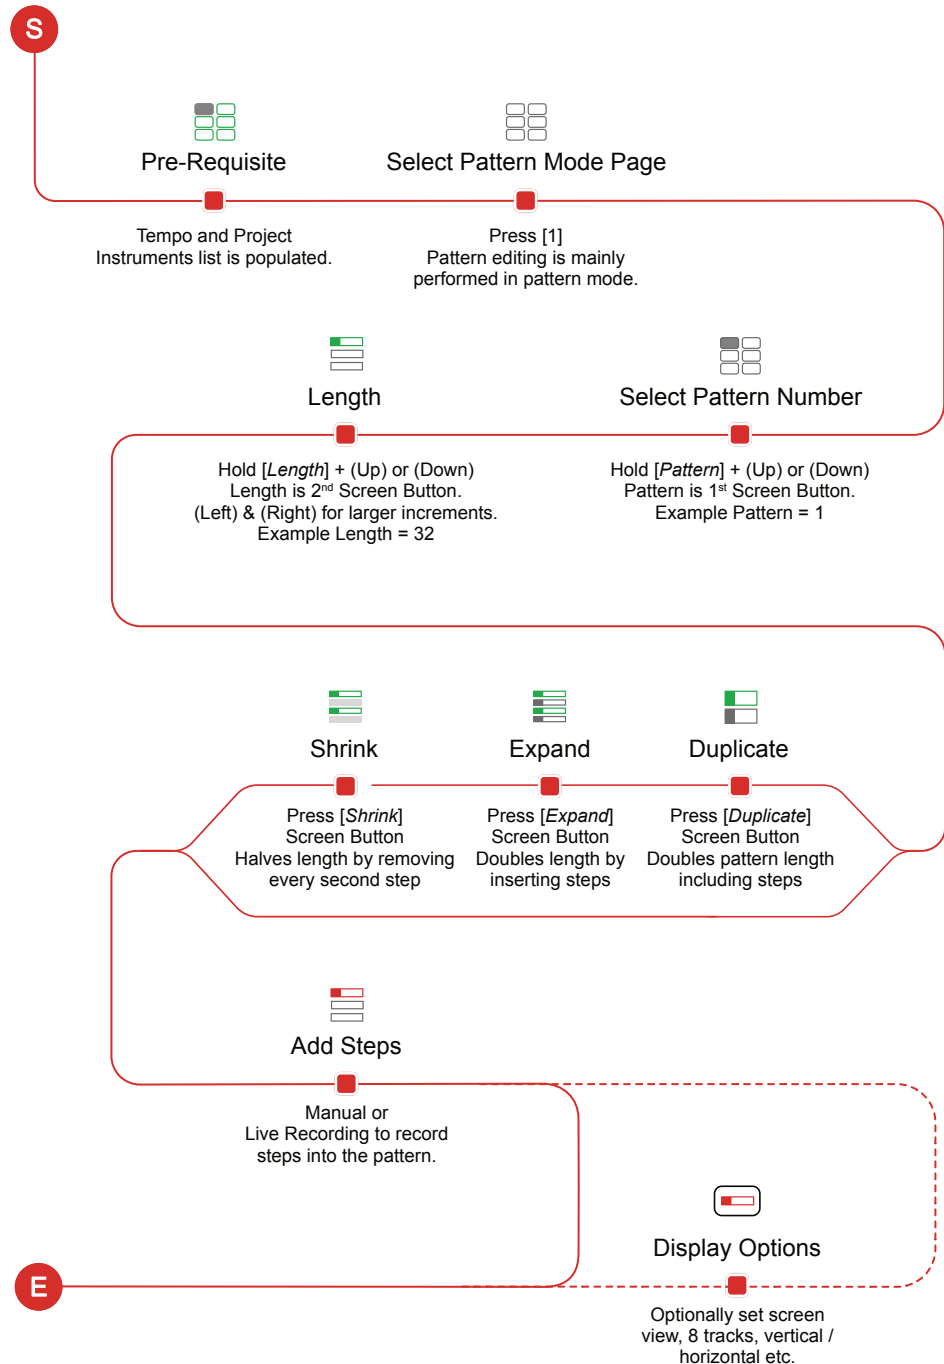 S
Pre-Requisite
Tempo and Project
Instruments list is populated.
Select Pattern Mode Page
Press [1]
Pattern editing is mainly
performed in pattern mode.
Select Pattern Number
Hold [Pattern] + (Up) or (Down)
Pattern is 1st Screen Button.
Example Pattern = 1
Length
Hold [Length] + (Up) or (Down)
Length is 2nd Screen Button.
(Left) & (Right) for larger increments.
Example Length = 32
Shrink
Press [Shrink]
Screen Button
Halves length by removing
every second step
Expand
Press [Expand]
Screen Button
Doubles length by
inserting steps
Duplicate
Press [Duplicate]
Screen Button
Doubles pattern length
including steps
Add Steps
Manual or
Live Recording to record
steps into the pattern.
Display Options
Optionally set screen
view, 8 tracks, vertical /
horizontal etc.
E